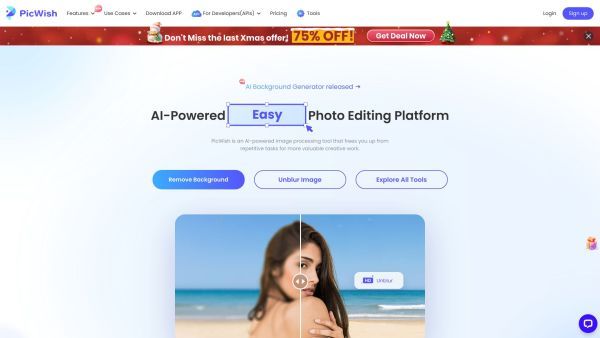 PicWish
Features
Use Cases
Download APP
For Developers(APIs)
Pricing
Tools
Login
Sign up
Don't Miss the last Xmas offer, 75% OFF! Get Deal Now
AI Background Generator released →
AI-Powered Easy Photo Editing Platform
PicWish is an AI-powered image processing tool that frees you up from
repetitive tasks for more valuable creative work.
Remove Background
Unblur Image
Explore All Tools
HD Unblur